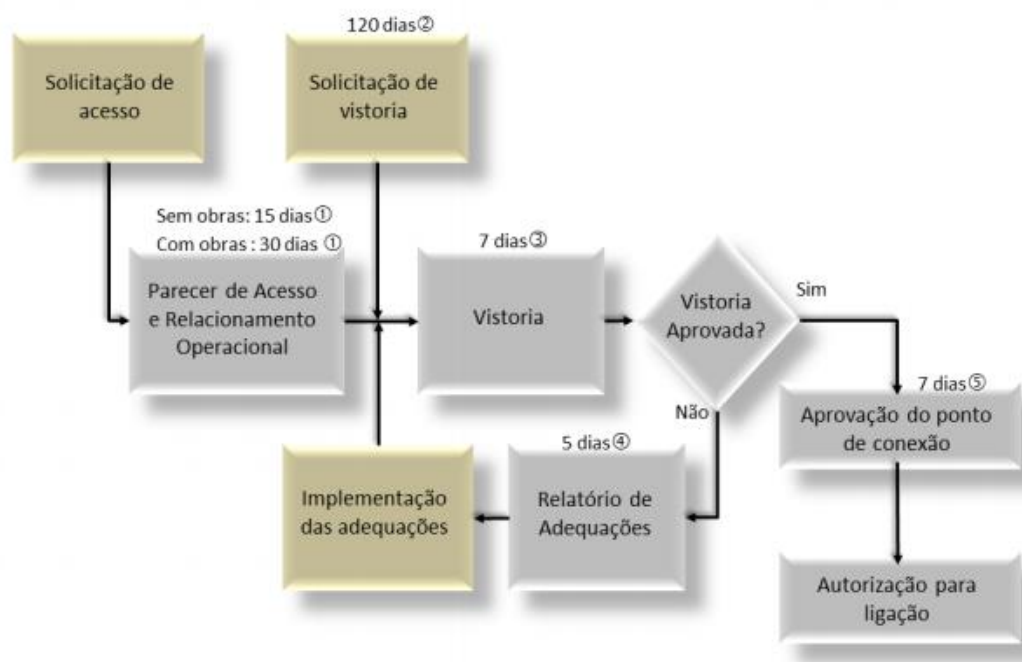 120 dias②
Solicitação de
acesso
Solicitação de
vistoria
Sem obras: 15 dias①
Com obras : 30 dias ①
Parecer de Acesso
e Relacionamento
Operacional
7 dias③
Vistoria
Vistoria
Aprovada?
Sim
Não
7 dias⑤
Aprovação do ponto
de conexão
5 dias④
Relatório de
Adequações
Implementação
das adequações
Autorização para
ligação